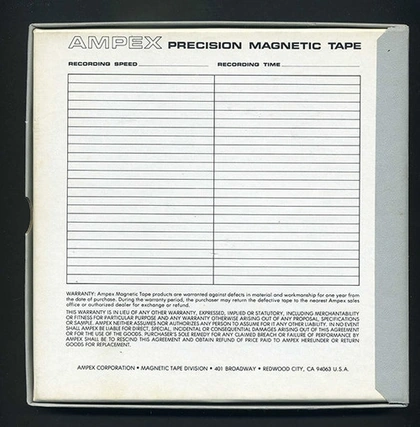 AMPEX PRECISION MAGNETIC TAPE
RECORDING SPEED RECORDING TIME
WARRANTY: Ampex Magnetic Tape products are warranted against defects in material and workmanship for one year from
the date of purchase. During the warranty period, the purchaser may return the defective tape to the nearest Ampex sales
office or authorized dealer for exchange or refund.
THIS WARRANTY IS IN LIEU OF ANY OTHER WARRANTY, EXPRESSED, IMPLIED OR STATUTORY, INCLUDING MERCHANTABILITY
OR FITNESS FOR PARTICULAR PURPOSE AND ANY WARRANTY OTHERWISE ARISING OUT OF ANY PROPOSAL, SPECIFICATIONS
OR SAMPLE. AMPEX NEITHER ASSUMES NOR AUTHORIZES ANY PERSON TO ASSUME FOR IT ANY OTHER LIABILITY. IN NO EVENT
SHALL AMPEX BE LIABLE FOR DIRECT, SPECIAL, INCIDENTAL OR CONSEQUENTIAL DAMAGES ARISING OUT OF THIS AGREEMENT
OR FOR THE USE OF THE GOODS. PURCHASER'S SOLE REMEDY FOR ANY CLAIMED BREACH OR FAILURE OF PERFORMANCE BY
AMPEX SHALL BE TO RESCIND THIS AGREEMENT AND OBTAIN REFUND OF PRICE PAID TO AMPEX HEREUNDER OR RETURN
GOODS FOR REPLACEMENT.
AMPEX CORPORATION • MAGNETIC TAPE DIVISION • 401 BROADWAY • REDWOOD CITY, CA 94063 U.S.A.